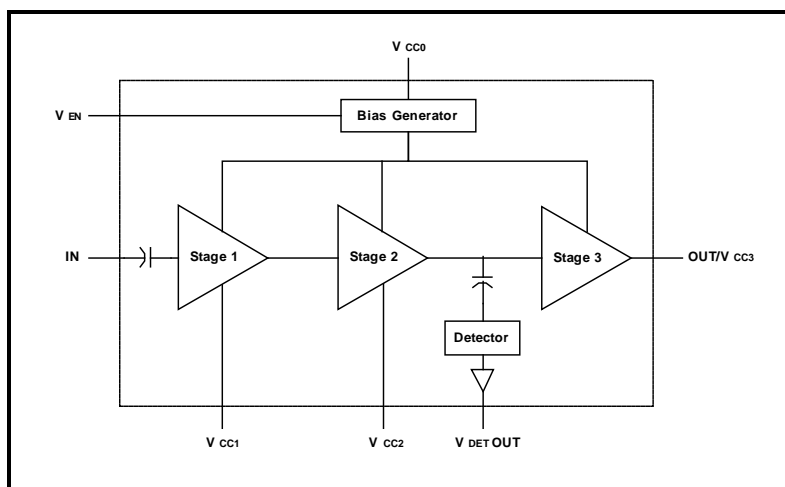 V CC0
Bias Generator
V EN
IN
Stage 1
Stage 2
Stage 3
OUT/V CC3
Detector
V CC1
V CC2
V DET OUT